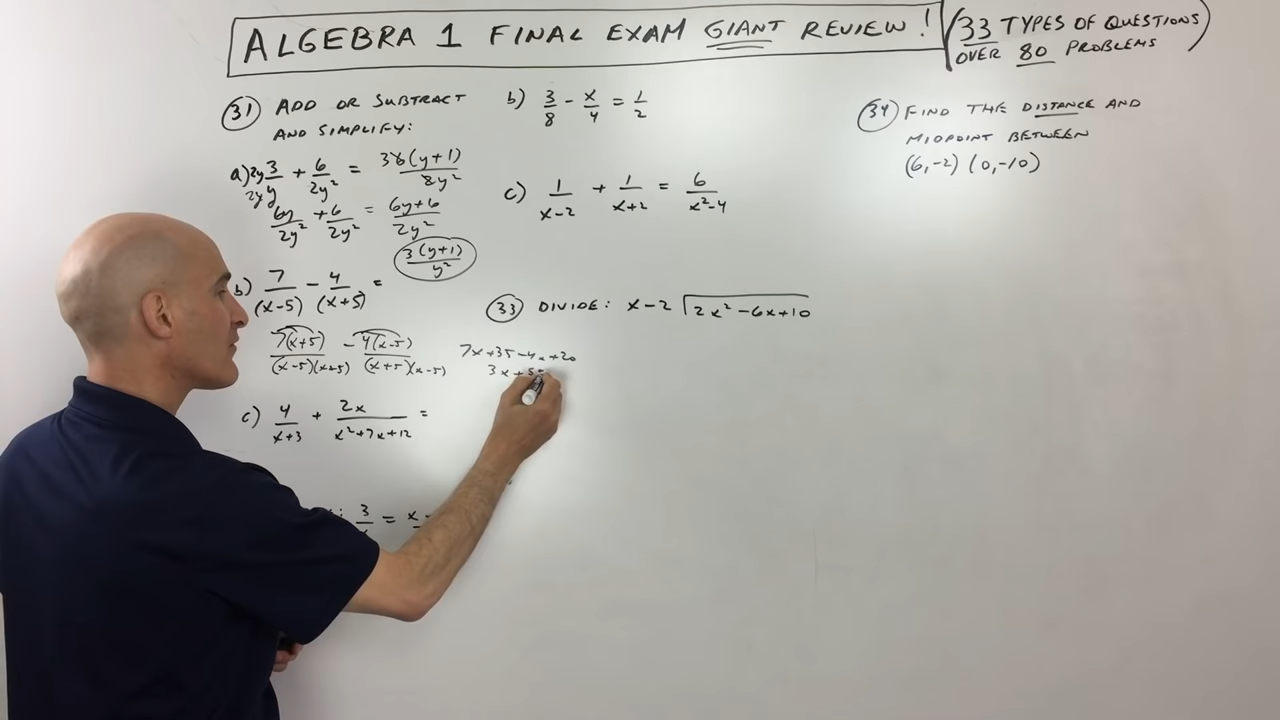 ALGEBRA 1 FINAL EXAM GIANT REVIEW!
(33 TYPES OF QUESTIONS
OVER 80 PROBLEMS)
31 ADD OR SUBTRACT
AND SIMPLIFY:
a) 2y 3 / 2y y + 6 / 2y² = 36(y+1) / 8y²
6y / 2y² + 6 / 2y² = 6y+6 / 2y²
3(y+1) / y²
b) 7 / (x-5) - 4 / (x+5) =
7(x+5) / (x-5)(x+5) - 4(x-5) / (x+5)(x-5)
7x+35-4x+20
3x+5
c) 4 / x+3 + 2x / x²+7x+12 =
3 = x
b) 3/8 - x/4 = 1/2
c) 1 / x-2 + 1 / x+2 = 6 / x²-4
33 DIVIDE: x-2 √ 2x²-6x+10
34 FIND THE DISTANCE AND
MIDPOINT BETWEEN
(6,-2) (0,-10)